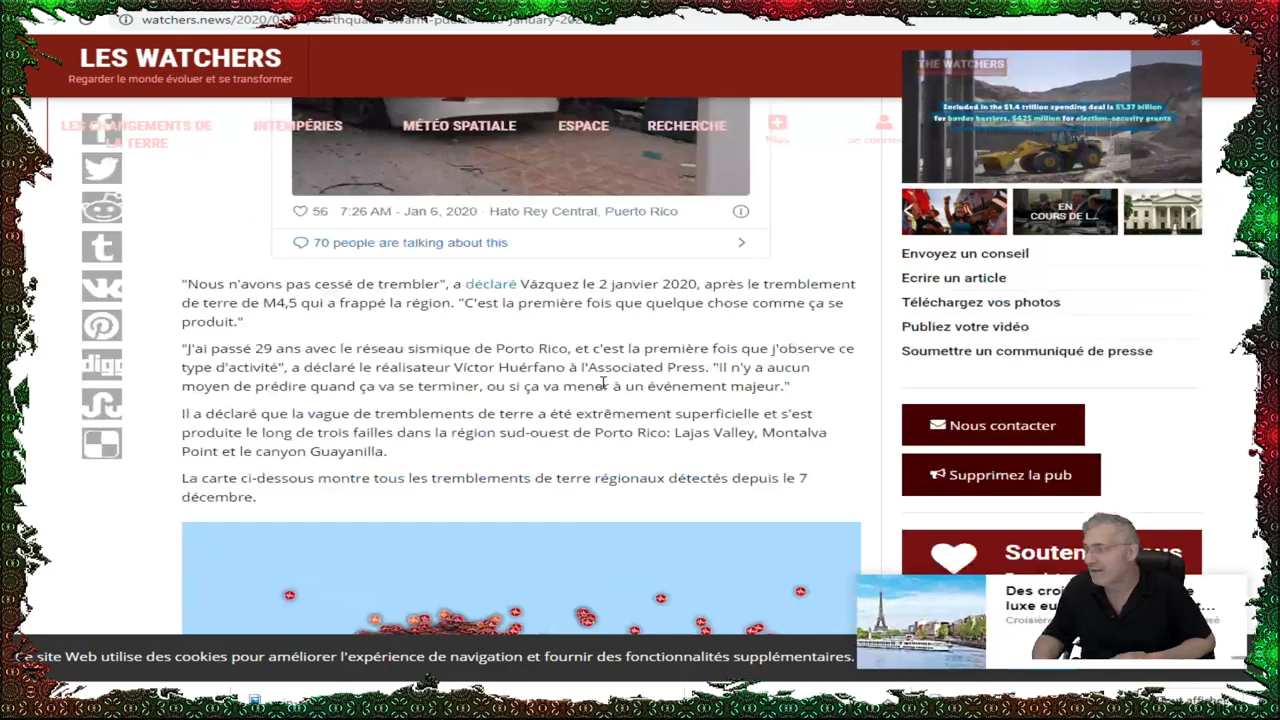 LES WATCHERS
Regarder le monde évoluer et se transformer
LES CHANGEMENTS DE
LA TERRE
INTEMPÉRIES
MÉTÉO SPATIALE
ESPACE
RECHERCHE
Plus
56 7:26 AM - Jan 6, 2020 · Hato Rey Central, Puerto Rico
70 people are talking about this
"Nous n'avons pas cessé de trembler", a déclaré Vázquez le 2 janvier 2020, après le tremblement
de terre de M4,5 qui a frappé la région. "C'est la première fois que quelque chose comme ça se
produit."
"J'ai passé 29 ans avec le réseau sismique de Porto Rico, et c'est la première fois que j'observe ce
type d'activité", a déclaré le réalisateur Víctor Huérfano à l'Associated Press. "Il n'y a aucun
moyen de prédire quand ça va se terminer, ou si ça va mener à un événement majeur."
Il a déclaré que la vague de tremblements de terre a été extrêmement superficielle et s'est
produite le long de trois failles dans la région sud-ouest de Porto Rico: Lajas Valley, Montalva
Point et le canyon Guayanilla.
La carte ci-dessous montre tous les tremblements de terre régionaux détectés depuis le 7
décembre.
digg
THE WATCHERS
Included in the $1.4 trillion spending deal is $1.37 billion
for border barriers, $425 million for election-security grants
EN
COURS DE L...
Envoyez un conseil
Ecrire un article
Téléchargez vos photos
Publiez votre vidéo
Soumettre un communiqué de presse
Nous contacter
Supprimez la pub
Des
luxe
site Web utilise des cookies pour améliorer l'expérience de navigation et fournir des fonctionnalités supplémentaires.